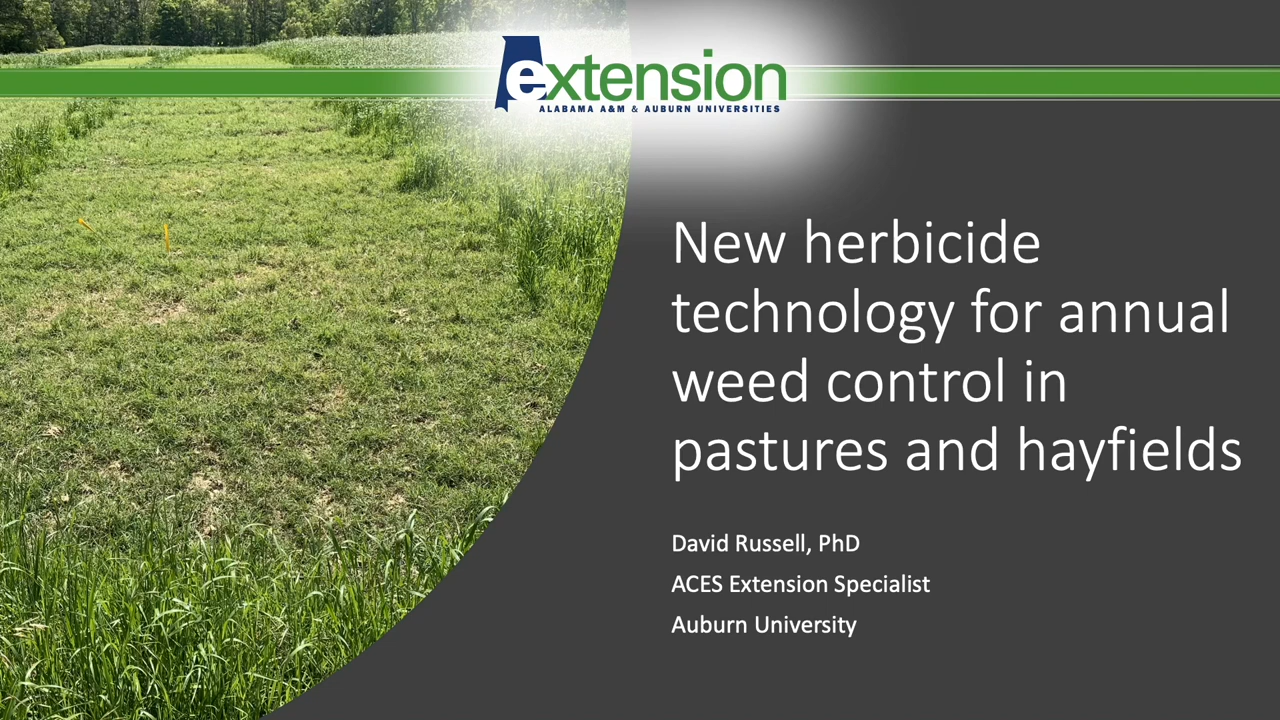 extension
ALABAMA A&M & AUBURN UNIVERSITIES
New herbicide
technology for annual
weed control in
pastures and hayfields
David Russell, PhD
ACES Extension Specialist
Auburn University